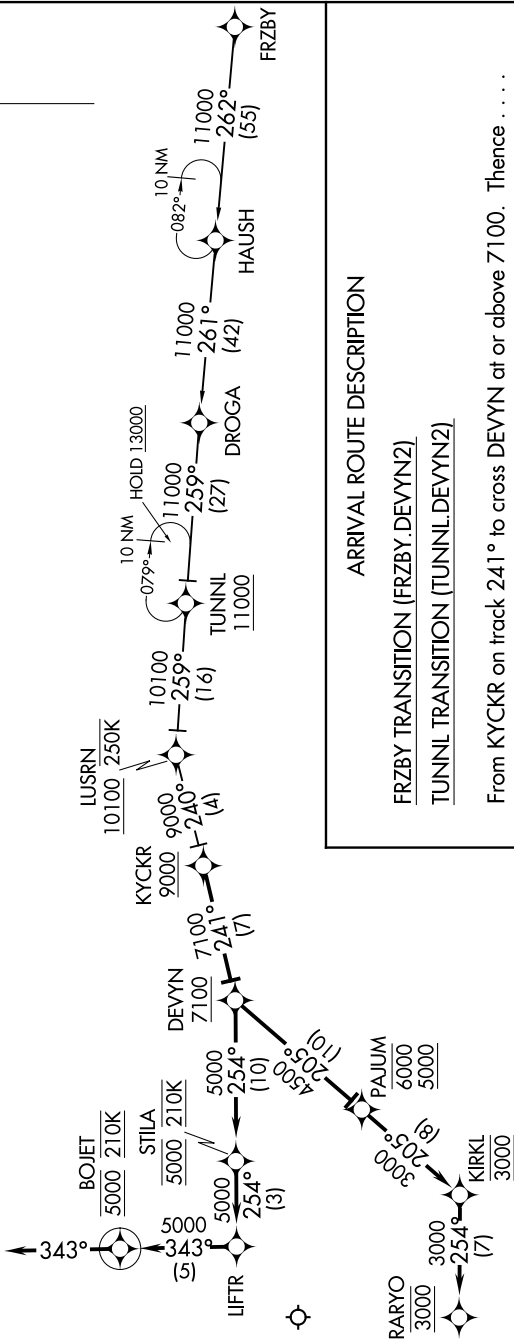 FRZBY
11000
262°
(55)
10 NM
082°
HAUSH
11000
261°
(42)
DROGA
HOLD 13000
10 NM
079°
11000
259°
(27)
TUNNL
11000
10100
259°
(16)
LUSRN
10100 250K
9000
240°
(4)
KYCKR
9000
7100
241°
(7)
DEVYN
7100
5000
254°
(10)
STILA
5000 210K
5000
254°
(3)
LIFTR
5000
343°
(5)
BOJET
5000 210K
343°
4500
205°
(10)
PAJUM
6000
5000
3000
205°
(8)
KIRKL
3000
3000
254°
(7)
RARYO
3000
ARRIVAL ROUTE DESCRIPTION
FRZBY TRANSITION (FRZBY.DEVYN2)
TUNNL TRANSITION (TUNNL.DEVYN2)
From KYCKR on track 241° to cross DEVYN at or above 7100. Thence . . . .